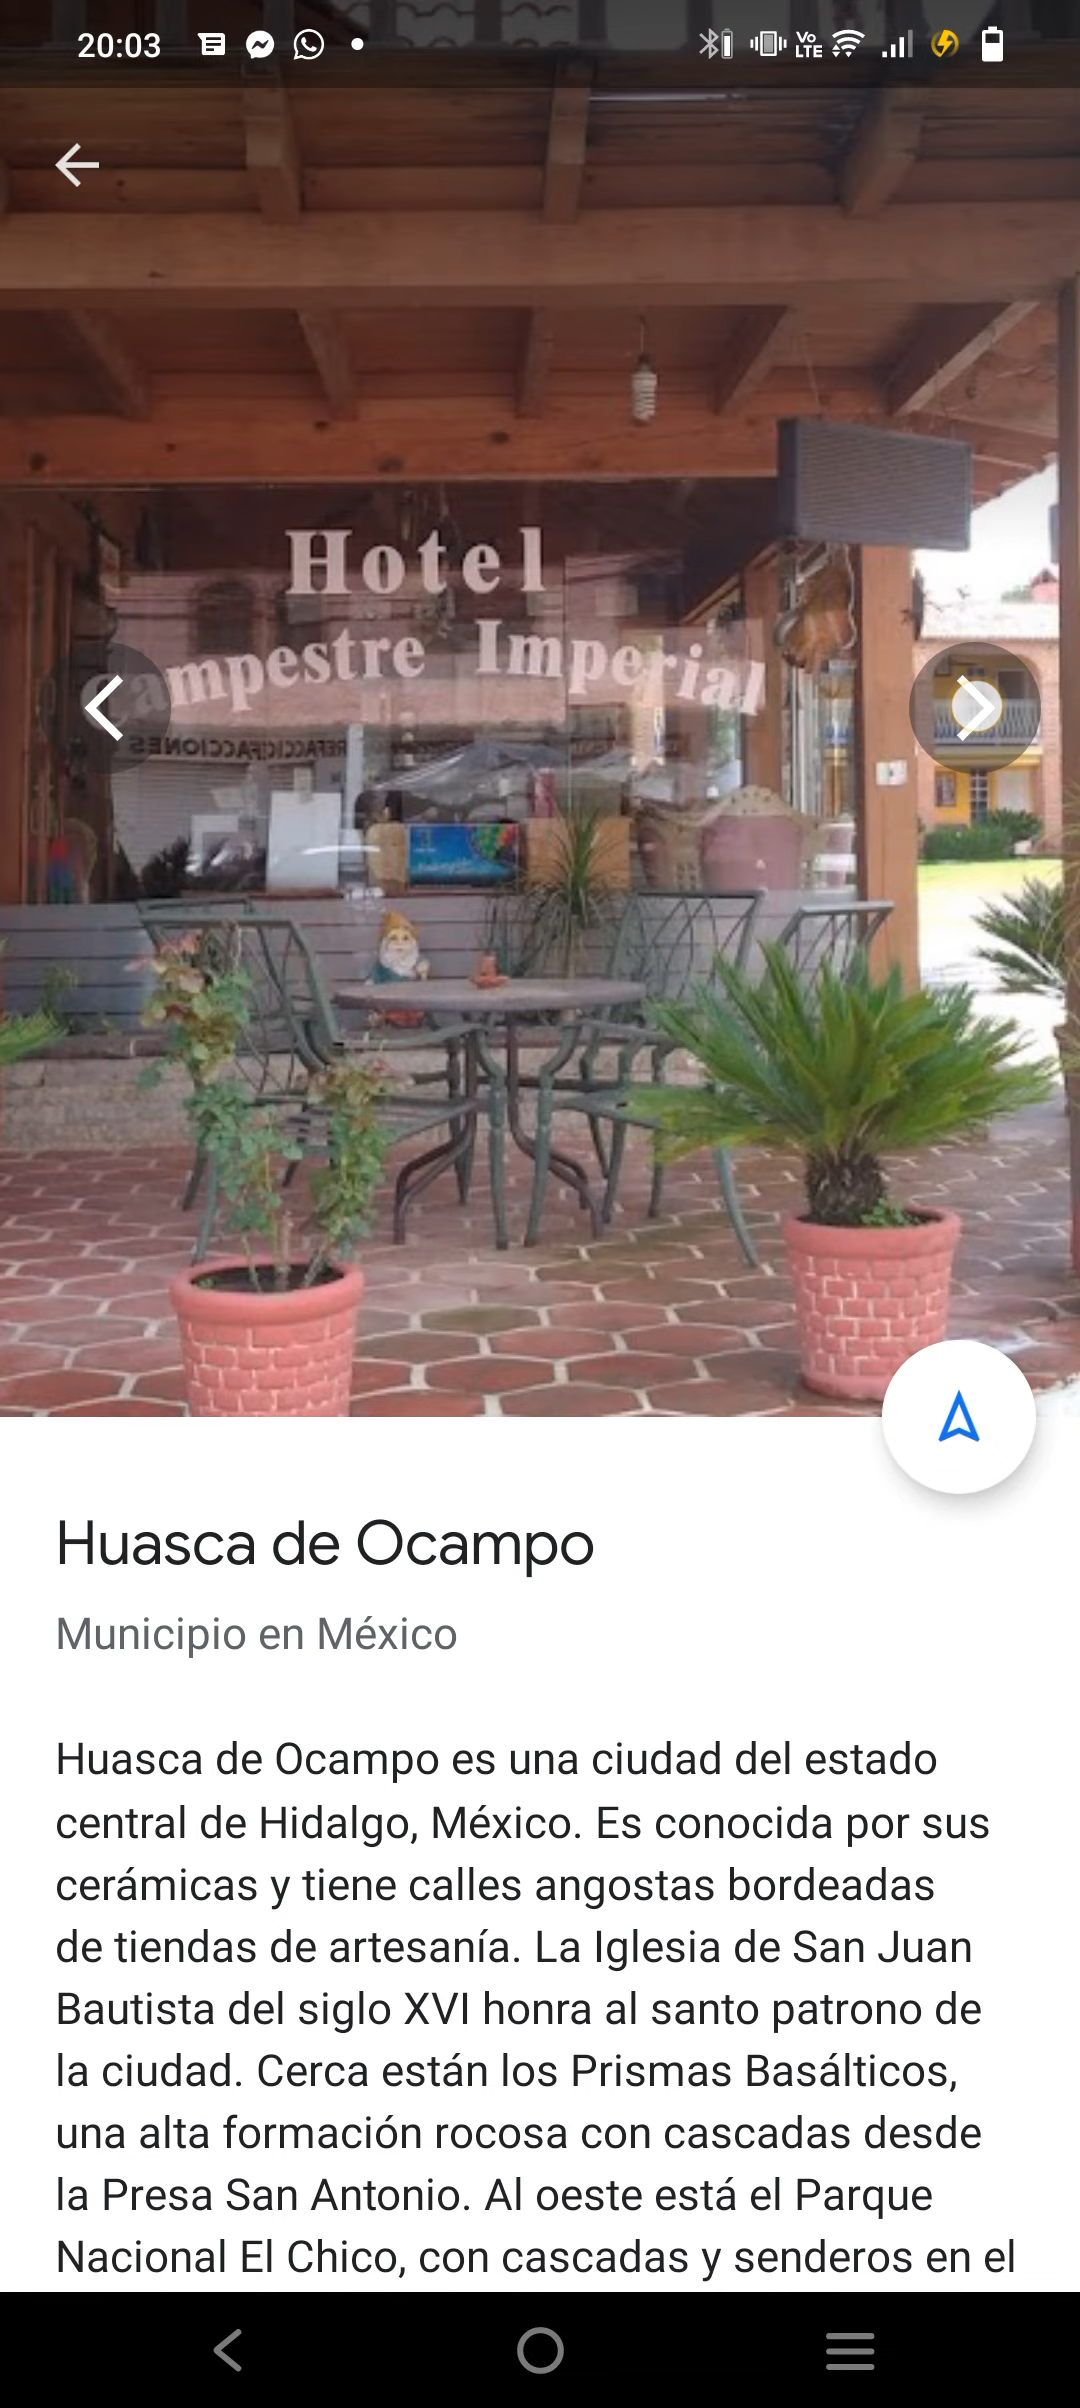 20:03
Vo
LTE
Hotel
Campestre Imperial
REFACCIONES
Huasca de Ocampo
Municipio en México
Huasca de Ocampo es una ciudad del estado
central de Hidalgo, México. Es conocida por sus
cerámicas y tiene calles angostas bordeadas
de tiendas de artesanía. La Iglesia de San Juan
Bautista del siglo XVI honra al santo patrono de
la ciudad. Cerca están los Prismas Basálticos,
una alta formación rocosa con cascadas desde
la Presa San Antonio. Al oeste está el Parque
Nacional El Chico, con cascadas y senderos en el